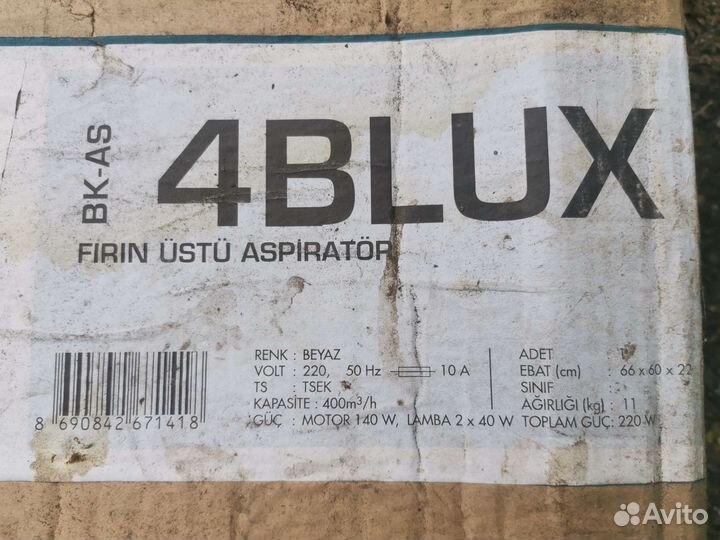 BK-AS
4BLUX
FIRIN ÜSTÜ ASPİRATÖR
RENK : BEYAZ
VOLT : 220, 50 Hz 10 A
TS : TSEK
KAPASİTE : 400m³/h
GÜÇ : MOTOR 140 W, LAMBA 2 x 40 W
ADET : 1
EBAT (cm) : 66 x 60 x 22
SINIF :
AĞIRLIĞI (kg) : 11
TOPLAM GÜÇ: 220 W
8 690842 671418
Avito